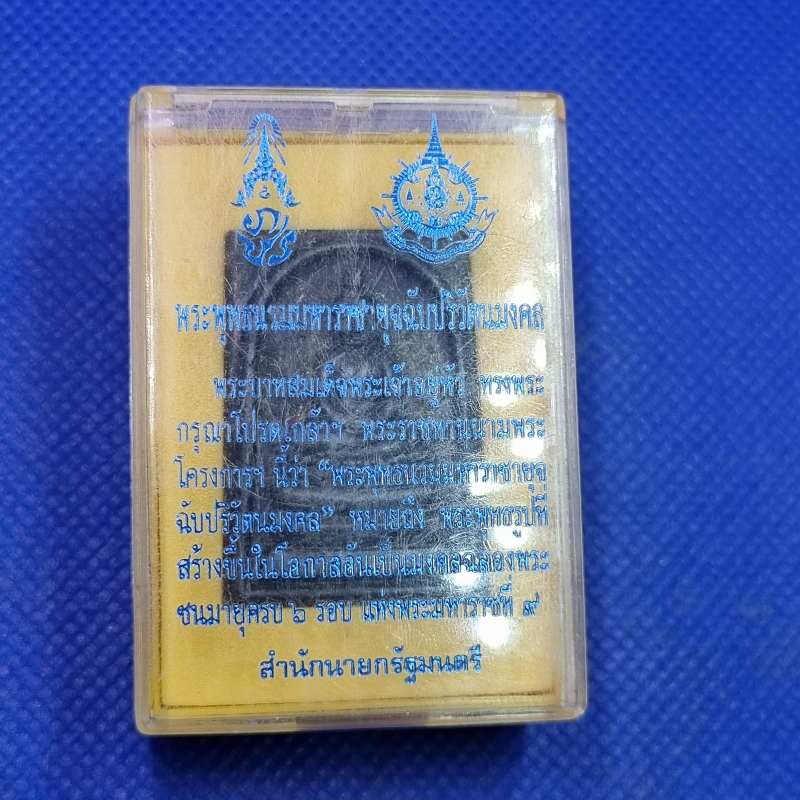 พระพุทธนวมมหาราชายุจฉับปริวัตนมงคล
พระบาทสมเด็จพระเจ้าอยู่หัว ทรงพระ
กรุณาโปรดเกล้าฯ พระราชทานนามพระ
โครงการฯ นี้ว่า "พระพุทธนวมมหาราชายุจ
ฉับปริวัตนมงคล" หมายถึง พระพุทธรูปที่
สร้างขึ้นในโอกาสอันเป็นมงคลฉลองพระ
ชนมายุครบ ๖ รอบ แห่งพระมหาราชที่ ๙
สำนักนายกรัฐมนตรี